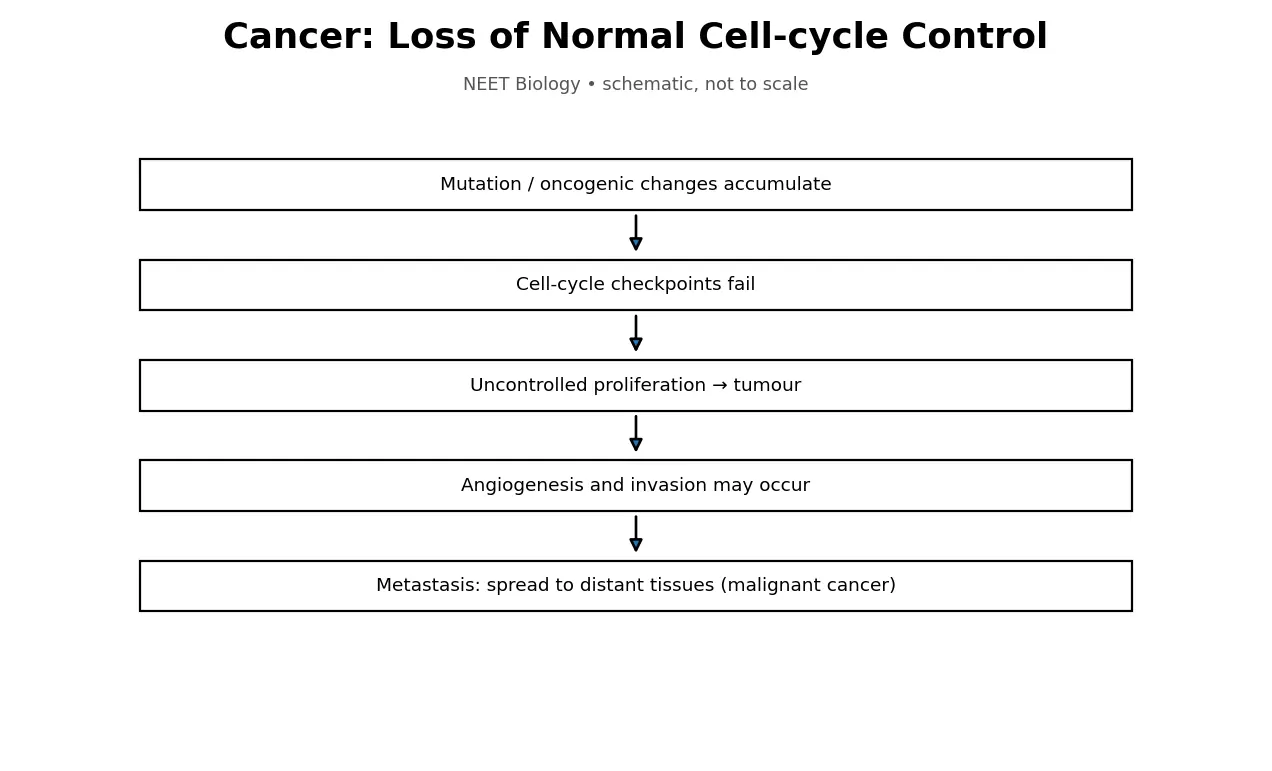 Cancer: Loss of Normal Cell-cycle Control
NEET Biology • schematic, not to scale
Mutation / oncogenic changes accumulate
Cell-cycle checkpoints fail
Uncontrolled proliferation → tumour
Angiogenesis and invasion may occur
Metastasis: spread to distant tissues (malignant cancer)